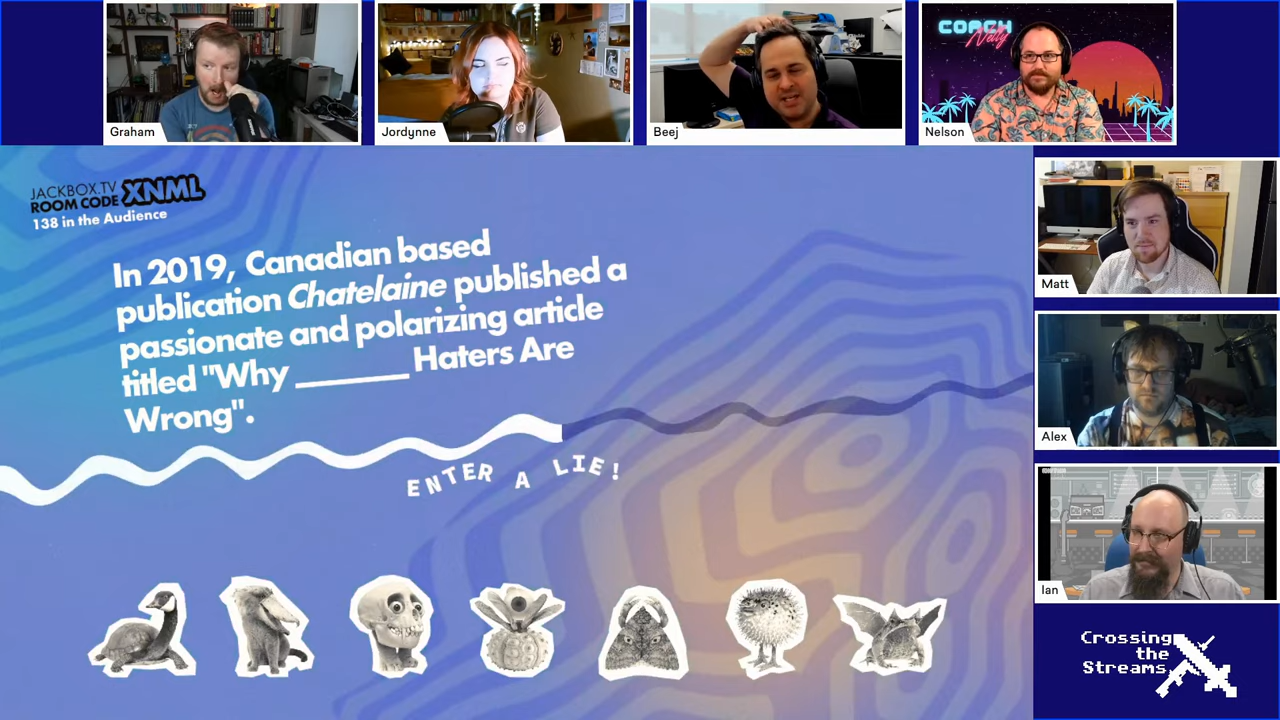 Graham
Jordynne
Beej
COACH
Nelly
Nelson
JACKBOX.TV
ROOM CODE XNML
138 in the Audience
In 2019, Canadian based
publication Chatelaine published a
passionate and polarizing article
titled "Why ______ Haters Are
Wrong".
ENTER A LIE!
Matt
Alex
Ian
Crossing
the
Streams